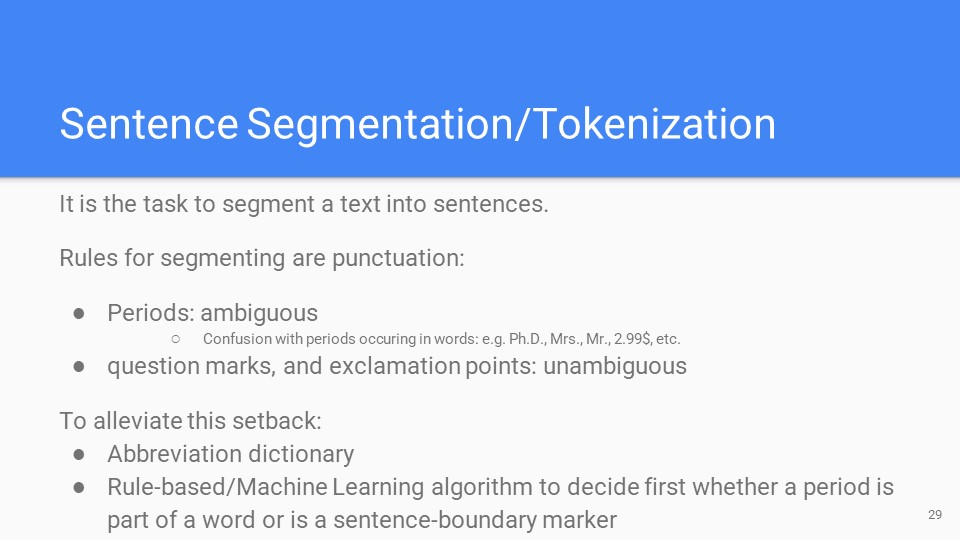 Sentence Segmentation/Tokenization
It is the task to segment a text into sentences.
Rules for segmenting are punctuation:
● Periods: ambiguous
○ Confusion with periods occuring in words: e.g. Ph.D., Mrs., Mr., 2.99$, etc.
● question marks, and exclamation points: unambiguous
To alleviate this setback:
● Abbreviation dictionary
● Rule-based/Machine Learning algorithm to decide first whether a period is
part of a word or is a sentence-boundary marker
29